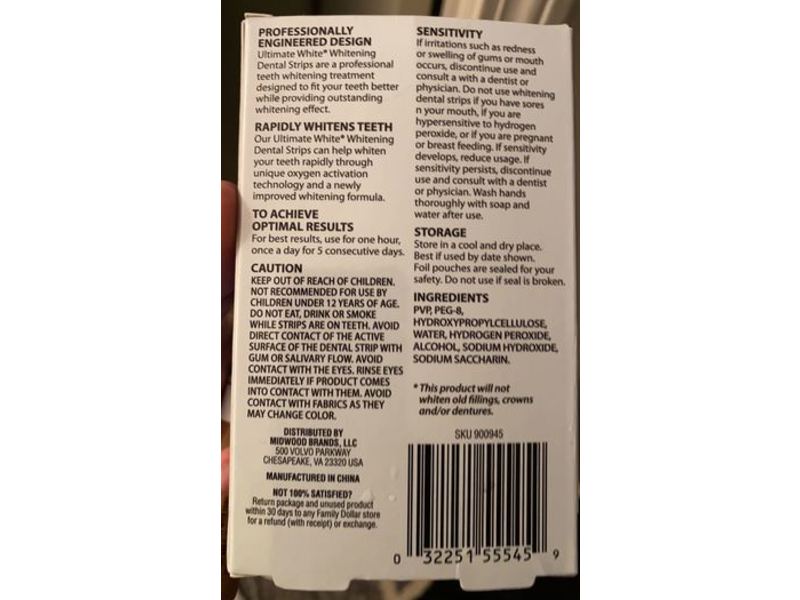 PROFESSIONALLY
ENGINEERED DESIGN
Ultimate White* Whitening
Dental Strips are a professional
teeth whitening treatment
designed to fit your teeth better
while providing outstanding
whitening effect.
RAPIDLY WHITENS TEETH
Our Ultimate White* Whitening
Dental Strips can help whiten
your teeth rapidly through
unique oxygen activation
technology and a newly
improved whitening formula.
TO ACHIEVE
OPTIMAL RESULTS
For best results, use for one hour,
once a day for 5 consecutive days.
CAUTION
KEEP OUT OF REACH OF CHILDREN.
NOT RECOMMENDED FOR USE BY
CHILDREN UNDER 12 YEARS OF AGE.
DO NOT EAT, DRINK OR SMOKE
WHILE STRIPS ARE ON TEETH. AVOID
DIRECT CONTACT OF THE ACTIVE
SURFACE OF THE DENTAL STRIP WITH
GUM OR SALIVARY FLOW. AVOID
CONTACT WITH THE EYES. RINSE EYES
IMMEDIATELY IF PRODUCT COMES
INTO CONTACT WITH THEM. AVOID
CONTACT WITH FABRICS AS THEY
MAY CHANGE COLOR.
DISTRIBUTED BY
MIDWOOD BRANDS, LLC
500 VOLVO PARKWAY
CHESAPEAKE, VA 23320 USA
MANUFACTURED IN CHINA
NOT 100% SATISFIED?
Return package and unused product
within 30 days to any Family Dollar store
for a refund (with receipt) or exchange.
SENSITIVITY
If irritations such as redness
or swelling of gums or mouth
occurs, discontinue use and
consult a with a dentist or
physician. Do not use whitening
dental strips if you have sores
n your mouth, if you are
hypersensitive to hydrogen
peroxide, or if you are pregnant
or breast feeding. If sensitivity
develops, reduce usage. If
sensitivity persists, discontinue
use and consult with a dentist
or physician. Wash hands
thoroughly with soap and
water after use.
STORAGE
Store in a cool and dry place.
Best if used by date shown.
Foil pouches are sealed for your
safety. Do not use if seal is broken.
INGREDIENTS
PVP, PEG-8,
HYDROXYPROPYLCELLULOSE,
WATER, HYDROGEN PEROXIDE,
ALCOHOL, SODIUM HYDROXIDE,
SODIUM SACCHARIN.
* This product will not
whiten old fillings, crowns
and/or dentures.
SKU 900945
0 32251 55545 9